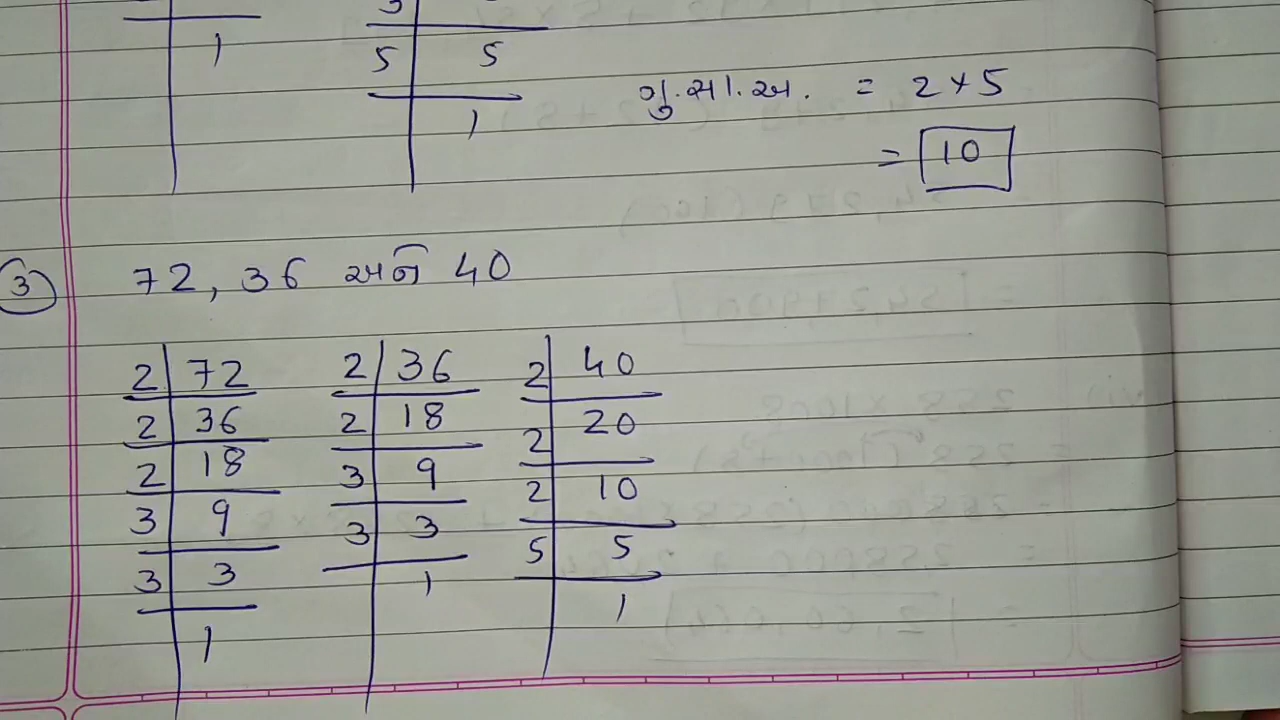 3
1
5 5
1
ગુ.સા.અ. = 2 × 5
= 10
3 72, 36 અને 40
2 72 2 36 2 40
2 36 2 18 2 20
2 18 3 9 2 10
3 9 3 3 5 5
3 3 1 1
1